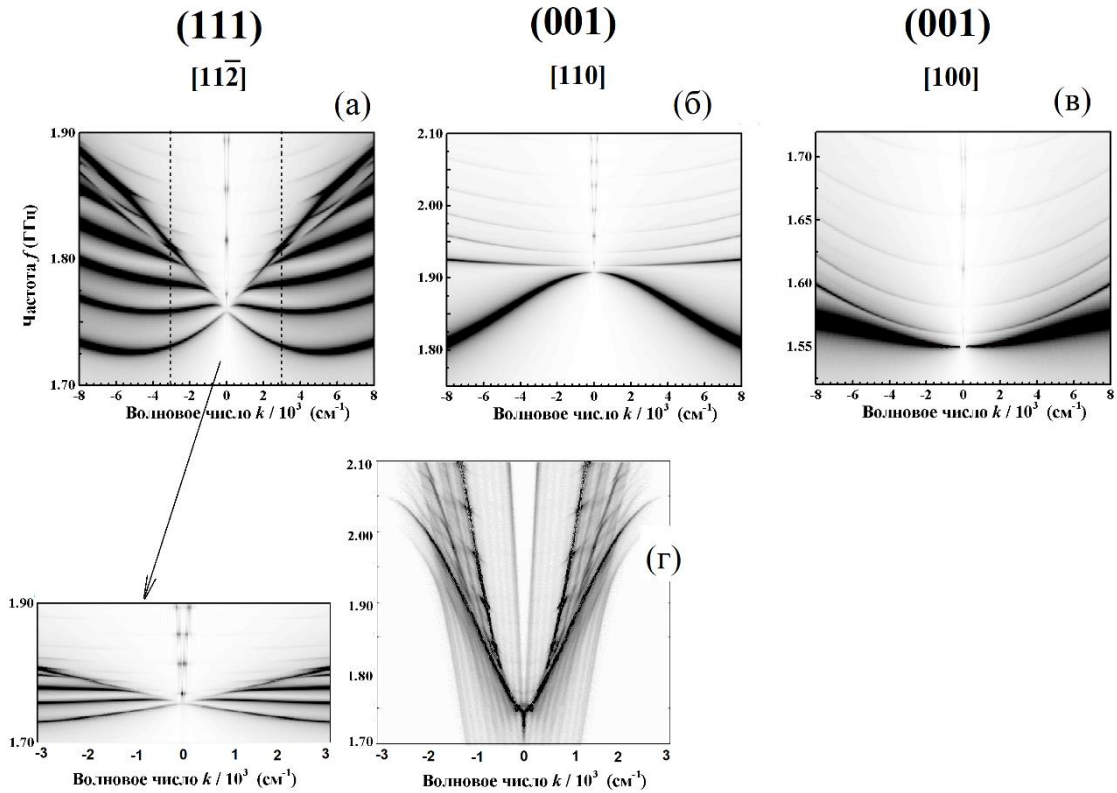 (111)
(001)
(001)
[11̅2̅]
[110]
[100]
(а)
(б)
(в)
Частота f (ГГц)
1.90
1.80
1.70
-8 -6 -4 -2 0 2 4 6 8
Волновое число k / 10³ (см⁻¹)
2.10
2.00
1.90
1.80
-8 -6 -4 -2 0 2 4 6 8
Волновое число k / 10³ (см⁻¹)
1.70
1.65
1.60
1.55
-8 -6 -4 -2 0 2 4 6 8
Волновое число k / 10³ (см⁻¹)
2.10
2.00
1.90
1.80
1.70
(г)
-3 -2 -1 0 1 2 3
Волновое число k / 10³ (см⁻¹)
1.90
1.80
1.70
-3 -2 -1 0 1 2 3
Волновое число k / 10³ (см⁻¹)